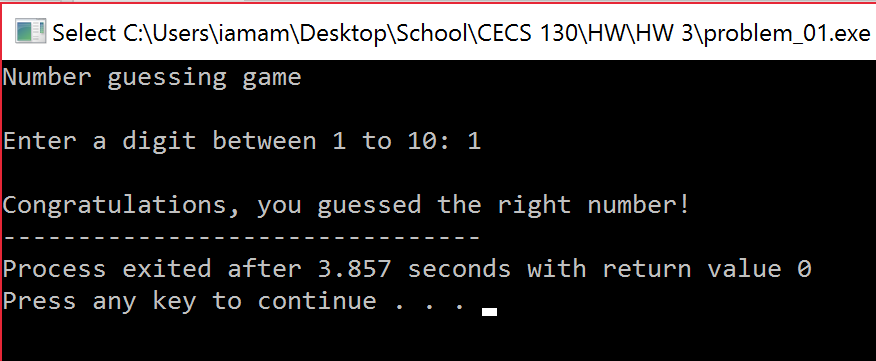 Select C:\Users\iamam\Desktop\School\CECS 130\HW\HW 3\problem_01.exe
Number guessing game
Enter a digit between 1 to 10: 1
Congratulations, you guessed the right number!
--------------------------------
Process exited after 3.857 seconds with return value 0
Press any key to continue . . .